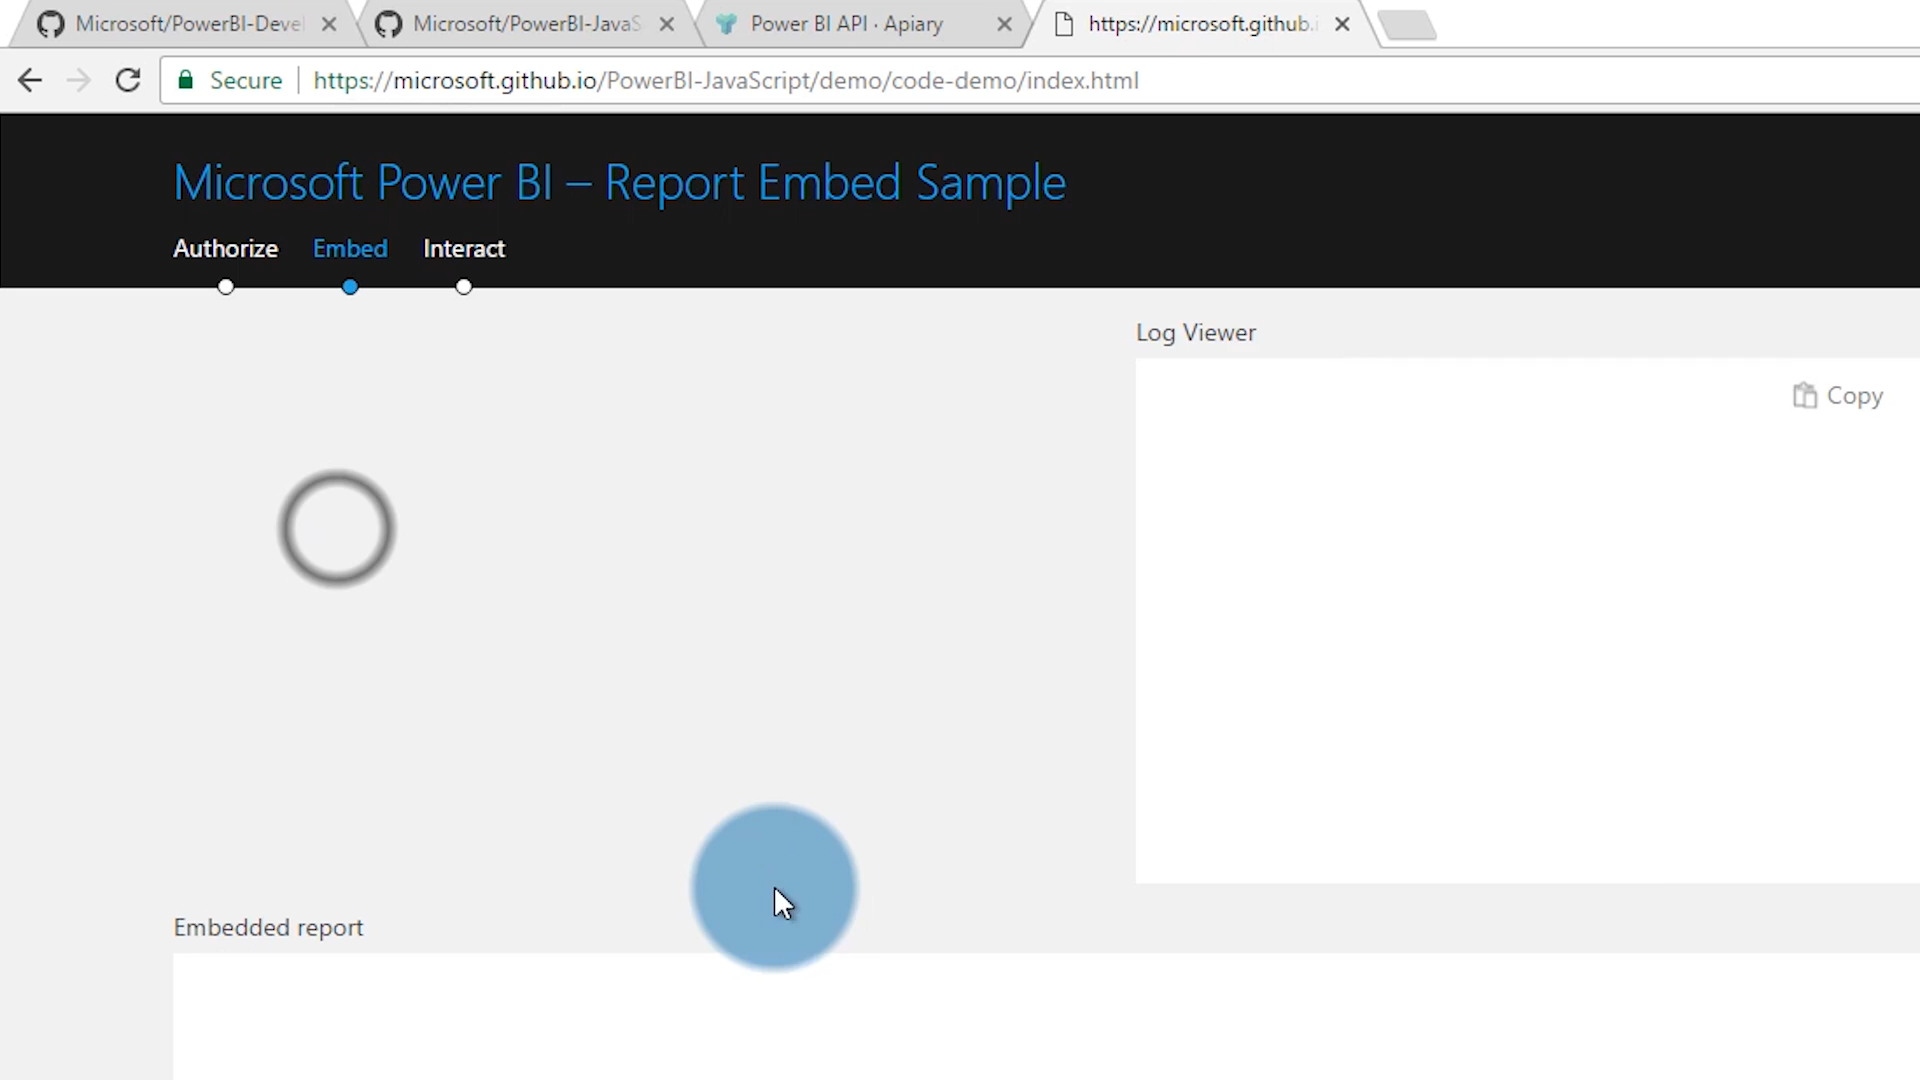 Microsoft/PowerBI-Devel
Microsoft/PowerBI-JavaS
Power BI API · Apiary
https://microsoft.github.i
Secure
https://microsoft.github.io/PowerBI-JavaScript/demo/code-demo/index.html
Microsoft Power BI – Report Embed Sample
Authorize Embed Interact
Log Viewer
Copy
Embedded report